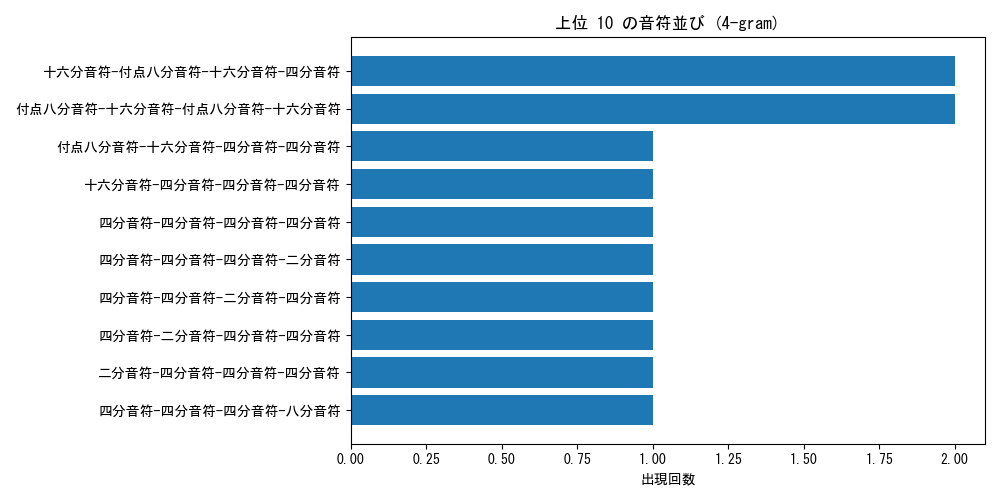 上位 10 の音符並び (4-gram)
十六分音符-付点八分音符-十六分音符-四分音符
付点八分音符-十六分音符-付点八分音符-十六分音符
付点八分音符-十六分音符-四分音符-四分音符
十六分音符-四分音符-四分音符-四分音符
四分音符-四分音符-四分音符-四分音符
四分音符-四分音符-四分音符-二分音符
四分音符-四分音符-二分音符-四分音符
四分音符-二分音符-四分音符-四分音符
二分音符-四分音符-四分音符-四分音符
四分音符-四分音符-四分音符-八分音符
0.00 0.25 0.50 0.75 1.00 1.25 1.50 1.75 2.00
出現回数